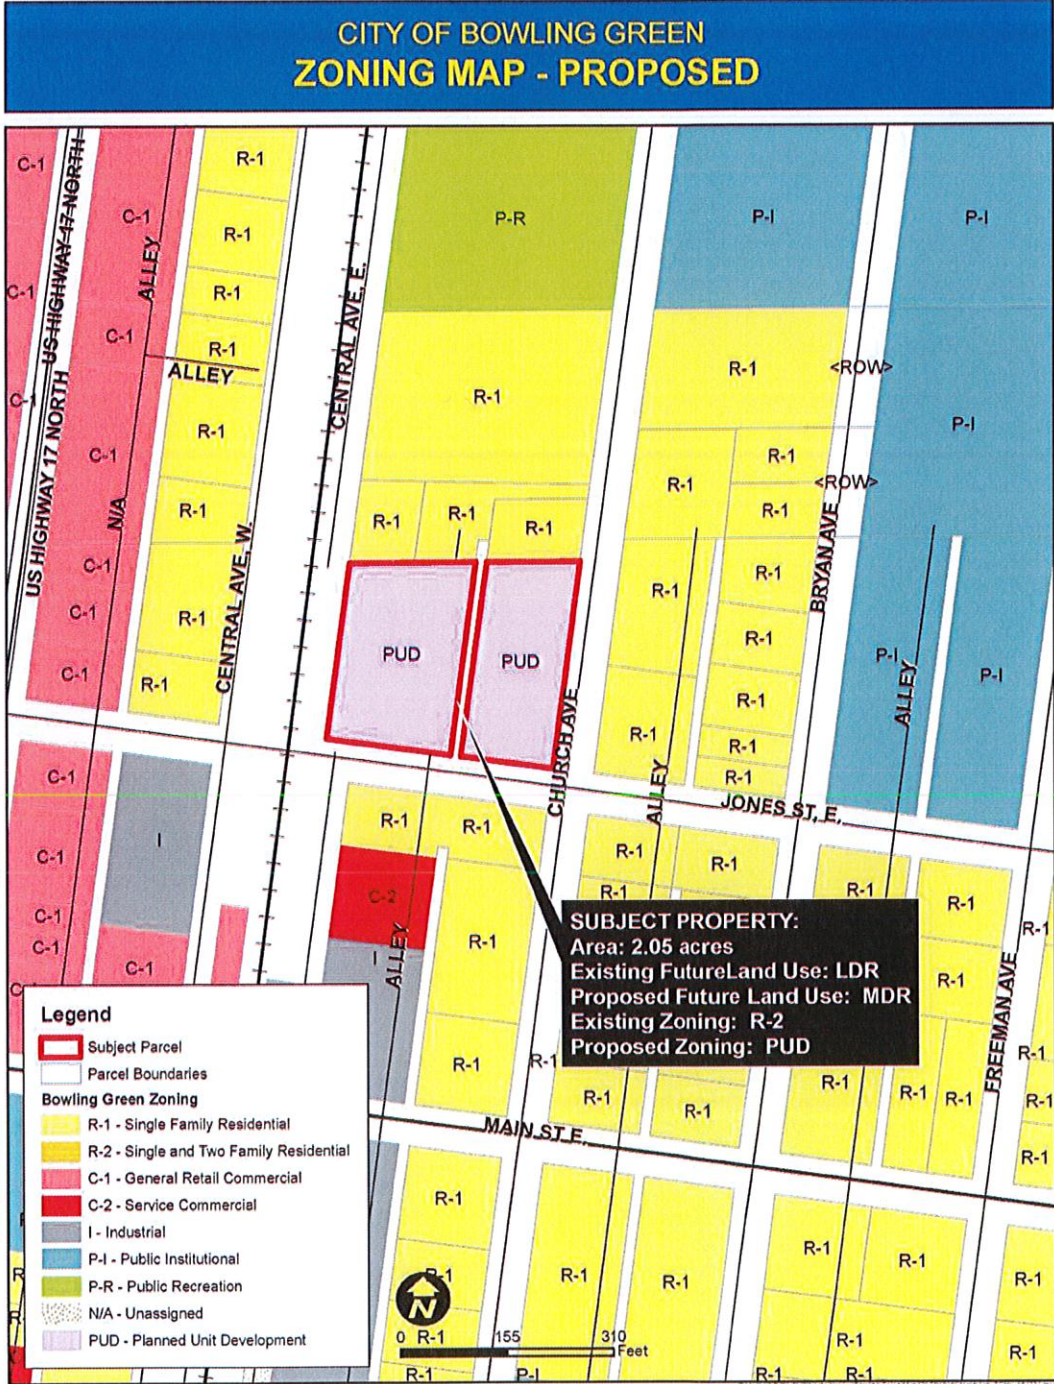 CITY OF BOWLING GREEN
ZONING MAP - PROPOSED
C-1
R-1
C-1
P-R
P-I
P-I
R-1
US HIGHWAY 17 NORTH
ALLEY
CENTRAL AVE, E.
C-1
R-1
C-1
R-1
ALLEY
R-1
<ROW>
R-1
C-1
P-I
R-1
C-1
R-1
R-1
<ROW>
US HIGHWAY 17 NORTH
N/A
R-1
R-1
R-1
R-1
R-1
BRYAN AVE
C-1
R-1
R-1
C-1
R-1
CENTRAL AVE, W.
R-1
PUD
PUD
P-I
ALLEY
P-I
C-1
R-1
R-1
CHURCH AVE
R-1
ALLEY
R-1
R-1
C-1
JONES ST, E.
R-1
R-1
I
R-1
R-1
C-1
C-2
R-1
R-1
R-1
C-1
C-1
R-1
R-1
I
ALLEY
C-1
SUBJECT PROPERTY:
Area: 2.05 acres
Existing FutureLand Use: LDR
Proposed Future Land Use: MDR
Existing Zoning: R-2
Proposed Zoning: PUD
R-1
FREEMAN AVE
R-1
R-1
R-1
R-1
R-1
R-1
R-1
R-1
R-1
R-1
MAIN ST E.
R-1
Legend
Subject Parcel
Parcel Boundaries
Bowling Green Zoning
R-1 - Single Family Residential
R-2 - Single and Two Family Residential
C-1 - General Retail Commercial
C-2 - Service Commercial
I - Industrial
P-I - Public Institutional
P-R - Public Recreation
N/A - Unassigned
PUD - Planned Unit Development
R-1
R-1
R-1
R-1
R-1
R-1
N
0
155
310
Feet
R-1
R-1
R-1
P-I
R-1
R-1